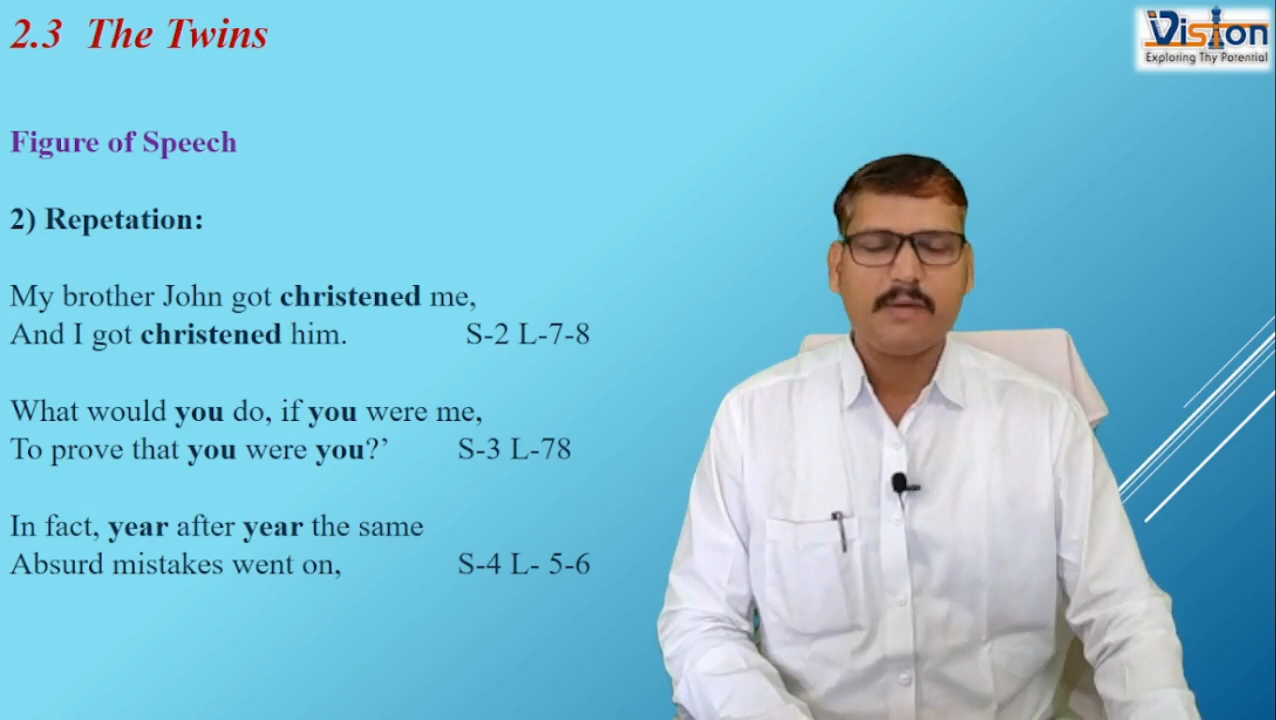 2.3 The Twins
Vision
Exploring Thy Potential
Figure of Speech
2) Repetation:
My brother John got christened me,
And I got christened him. S-2 L-7-8
What would you do, if you were me,
To prove that you were you?’ S-3 L-78
In fact, year after year the same
Absurd mistakes went on, S-4 L- 5-6